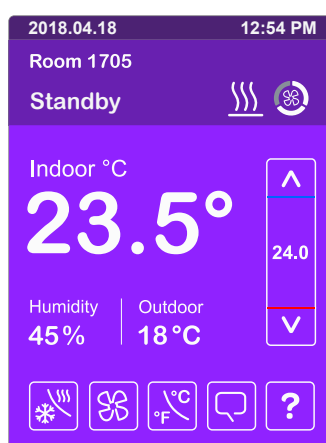 2018.04.18 12:54 PM
Room 1705
Standby
Indoor °C
23.5°
24.0
Humidity Outdoor
45% 18°C
°F °C ?